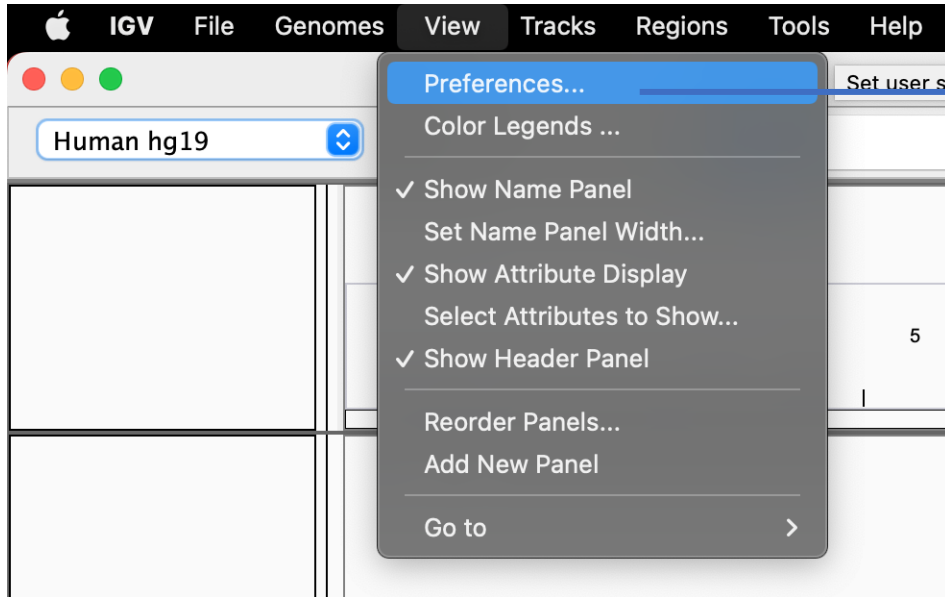 IGV File Genomes View Tracks Regions Tools Help
Preferences...
Set user s
Human hg19
Color Legends ...
✓ Show Name Panel
Set Name Panel Width...
✓ Show Attribute Display
Select Attributes to Show...
✓ Show Header Panel
5
Reorder Panels...
Add New Panel
Go to